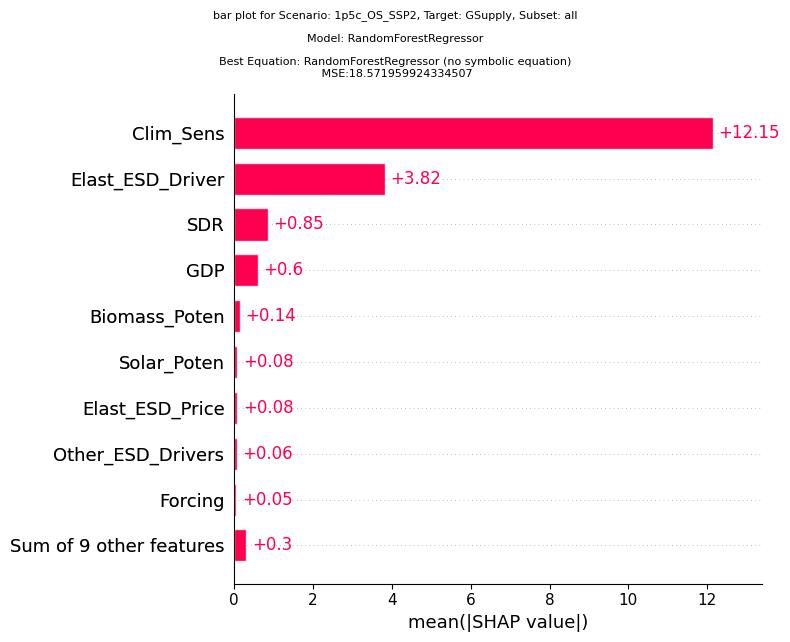 bar plot for Scenario: 1p5c_OS_SSP2, Target: GSupply, Subset: all
Model: RandomForestRegressor
Best Equation: RandomForestRegressor (no symbolic equation)
MSE:18.571959924334507
Clim_Sens
+12.15
Elast_ESD_Driver
+3.82
SDR
+0.85
GDP
+0.6
Biomass_Poten
+0.14
Solar_Poten
+0.08
Elast_ESD_Price
+0.08
Other_ESD_Drivers
+0.06
Forcing
+0.05
Sum of 9 other features
+0.3
0 2 4 6 8 10 12
mean(|SHAP value|)